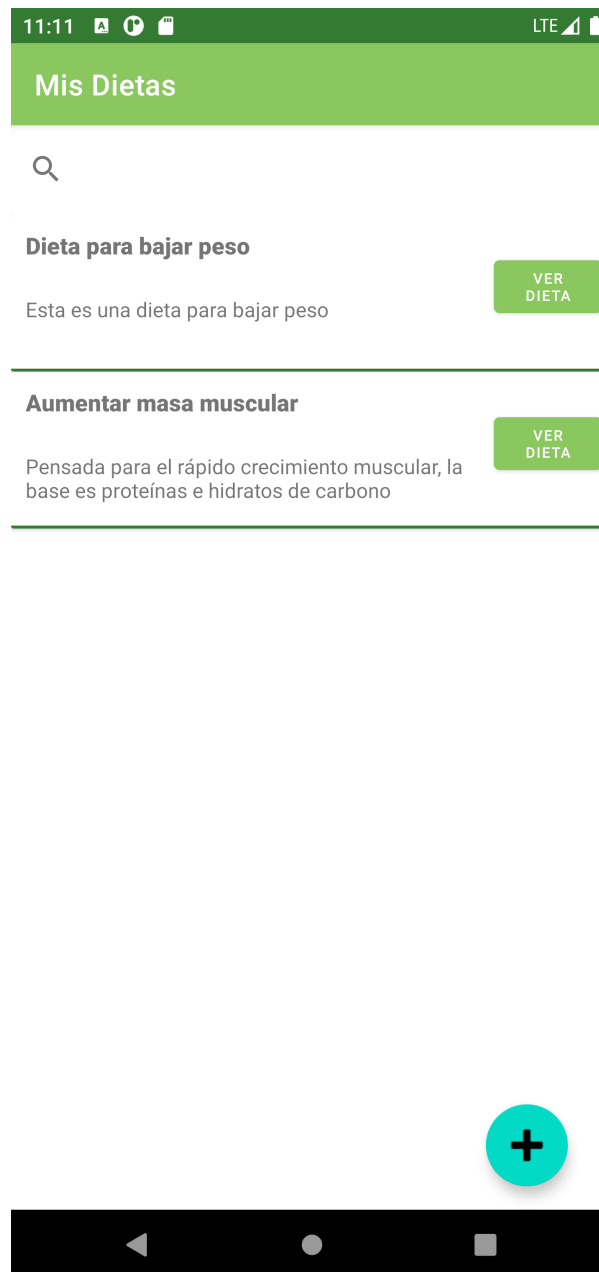 11:11 LTE
Mis Dietas
Dieta para bajar peso
VER
DIETA
Esta es una dieta para bajar peso
Aumentar masa muscular
VER
DIETA
Pensada para el rápido crecimiento muscular, la
base es proteínas e hidratos de carbono